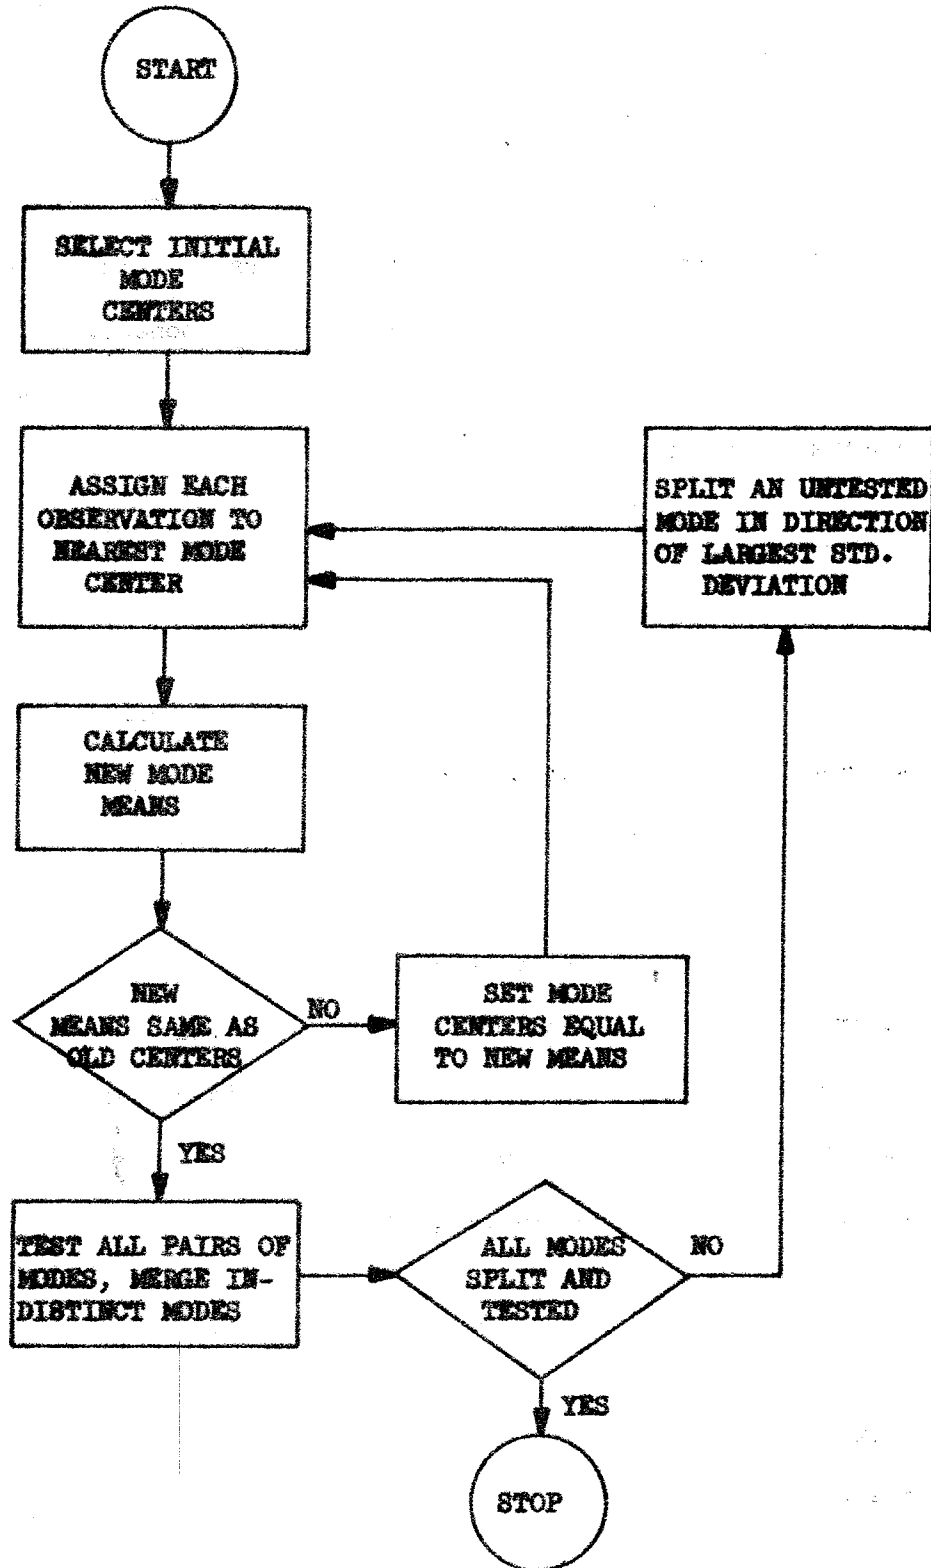 START
SELECT INITIAL
MODE
CENTERS
ASSIGN EACH
OBSERVATION TO
NEAREST MODE
CENTER
SPLIT AN UNTESTED
MODE IN DIRECTION
OF LARGEST STD.
DEVIATION
CALCULATE
NEW MODE
MEANS
NEW
MEANS SAME AS
OLD CENTERS
NO
SET MODE
CENTERS EQUAL
TO NEW MEANS
YES
TEST ALL PAIRS OF
MODES, MERGE IN-
DISTINCT MODES
ALL MODES
SPLIT AND
TESTED
NO
YES
STOP